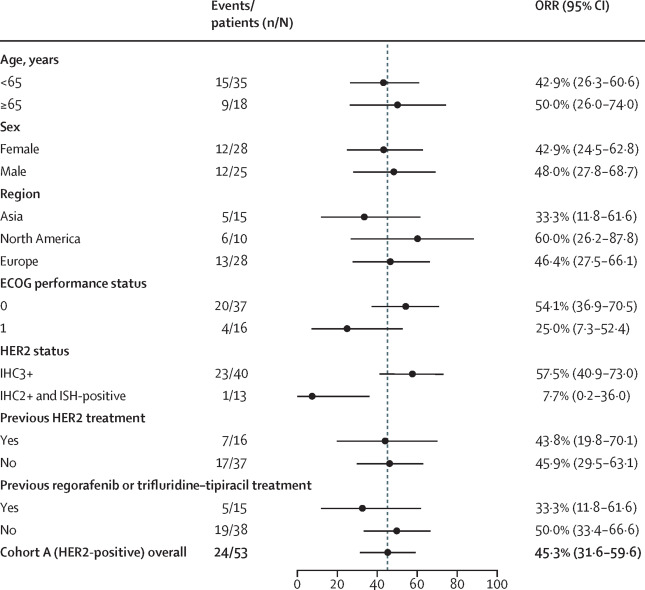 Events/ ORR (95% CI)
patients (n/N)
Age, years
<65 15/35 42·9% (26·3–60·6)
≥65 9/18 50·0% (26·0–74·0)
Sex
Female 12/28 42·9% (24·5–62·8)
Male 12/25 48·0% (27·8–68·7)
Region
Asia 5/15 33·3% (11·8–61·6)
North America 6/10 60·0% (26·2–87·8)
Europe 13/28 46·4% (27·5–66·1)
ECOG performance status
0 20/37 54·1% (36·9–70·5)
1 4/16 25·0% (7·3–52·4)
HER2 status
IHC3+ 23/40 57·5% (40·9–73·0)
IHC2+ and ISH-positive 1/13 7·7% (0·2–36·0)
Previous HER2 treatment
Yes 7/16 43·8% (19·8–70·1)
No 17/37 45·9% (29·5–63·1)
Previous regorafenib or trifluridine–tipiracil treatment
Yes 5/15 33·3% (11·8–61·6)
No 19/38 50·0% (33·4–66·6)
Cohort A (HER2-positive) overall 24/53 45·3% (31·6–59·6)
0 20 40 60 80 100